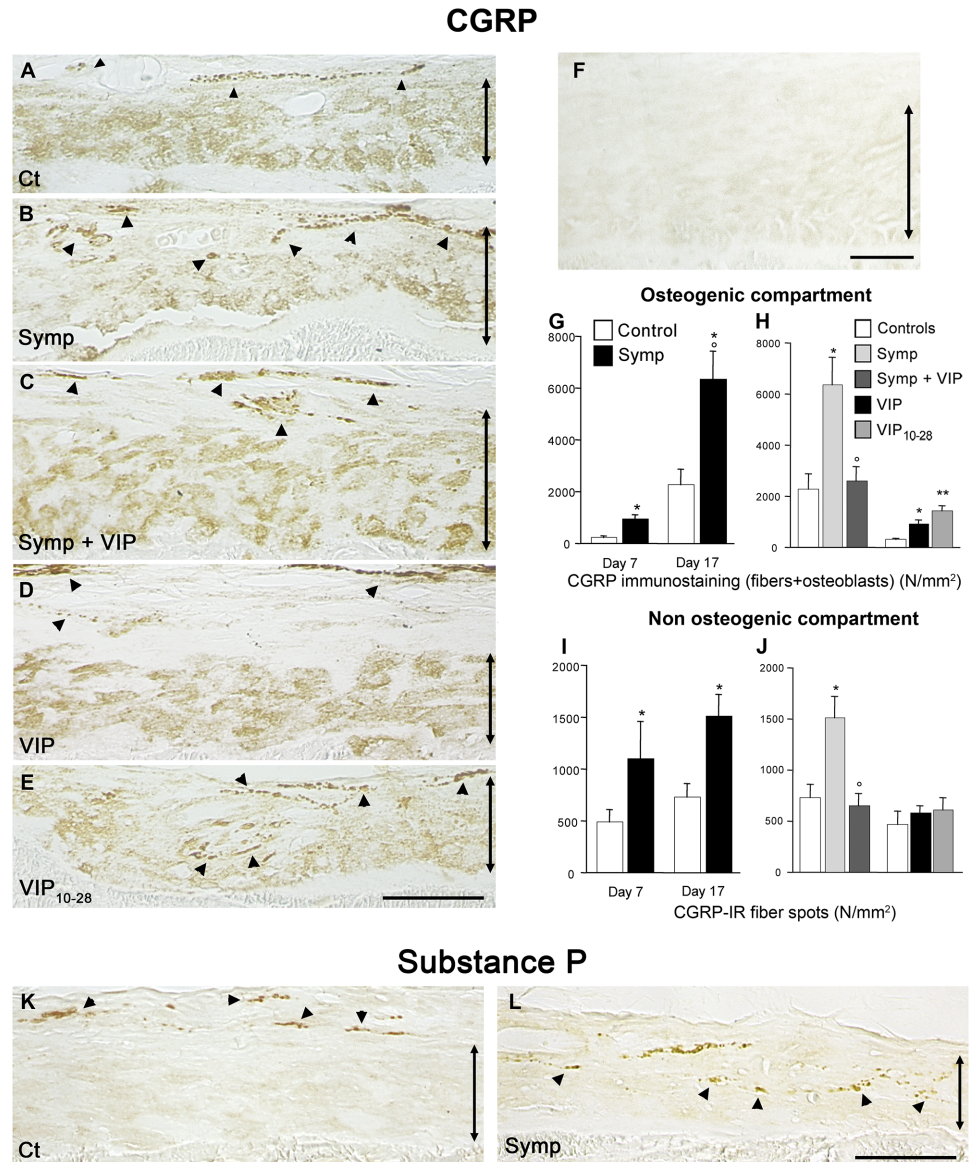 CGRP
A
Ct
B
Symp
C
Symp + VIP
D
VIP
E
VIP10-28
F
Osteogenic compartment
G
Control
Symp
8000
6000
4000
2000
0
*
*
°
Day 7
Day 17
H
Controls
Symp
Symp + VIP
VIP
VIP10-28
8000
6000
4000
2000
0
*
°
*
**
CGRP immunostaining (fibers+osteoblasts) (N/mm2)
Non osteogenic compartment
I
2000
1500
1000
500
0
*
*
Day 7
Day 17
J
2000
1500
1000
500
0
*
°
CGRP-IR fiber spots (N/mm2)
Substance P
K
Ct
L
Symp